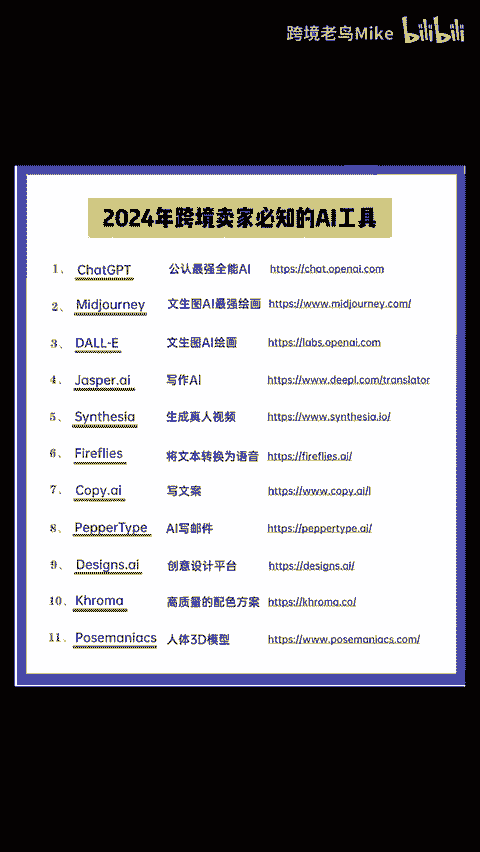 跨境老鸟Mike bilibili
2024年跨境卖家必知的AI工具
1、 ChatGPT 公认最强全能AI https://chat.openai.com
2、 Midjourney 文生图AI最强绘画 https://www.midjourney.com/
3、 DALL-E 文生图AI绘画 https://labs.openai.com
4、 Jasper.ai 写作AI https://www.deepl.com/translator
5、 Synthesia 生成真人视频 https://www.synthesia.io/
6、 Fireflies 将文本转换为语音 https://fireflies.ai/
7、 Copy.ai 写文案 https://www.copy.ai/l
8、 PepperType AI写邮件 https://peppertype.ai/
9、 Designs.ai 创意设计平台 https://designs.ai/
10、 Khroma 高质量的配色方案 https://khroma.co/
11、 Posemaniacs 人体3D模型 https://www.posemaniacs.com/